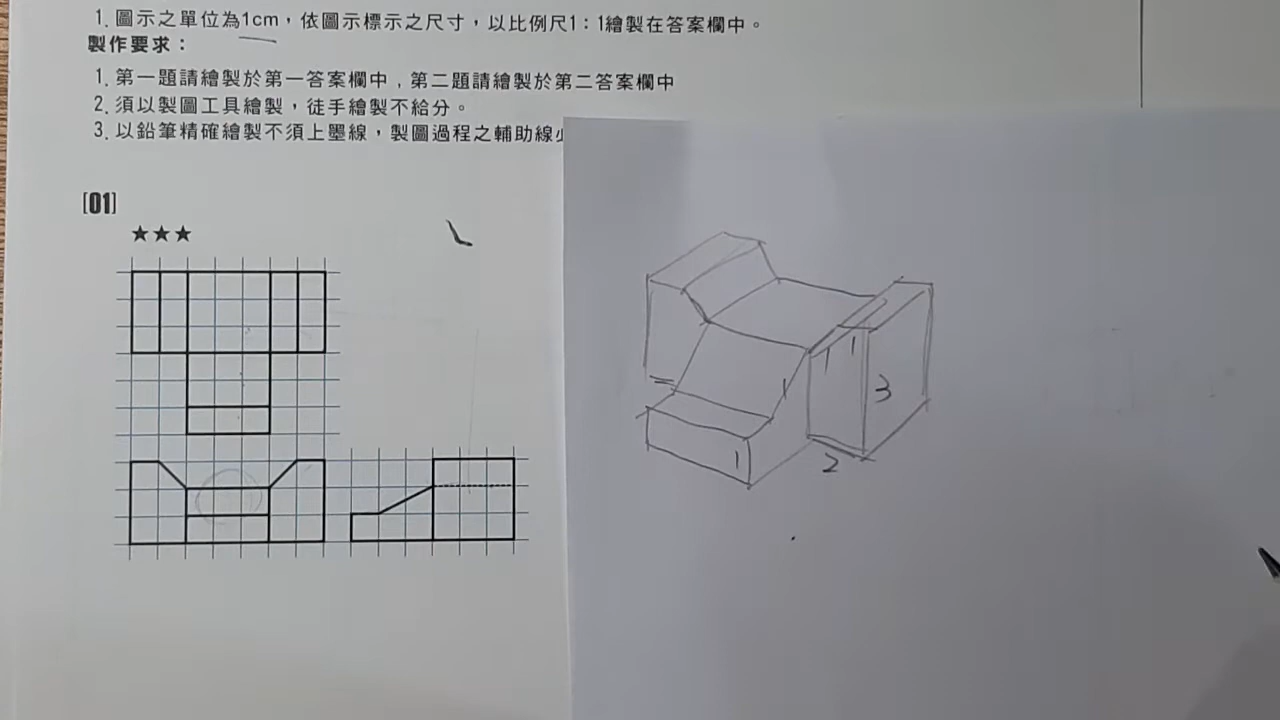 1. 圖示之單位為1cm，依圖示標示之尺寸，以比例尺1：1繪製在答案欄中。
製作要求：
1. 第一題請繪製於第一答案欄中，第二題請繪製於第二答案欄中
2. 須以製圖工具繪製，徒手繪製不給分。
3. 以鉛筆精確繪製不須上墨線，製圖過程之輔助線
[01]
★★★
1 1
3
1
2